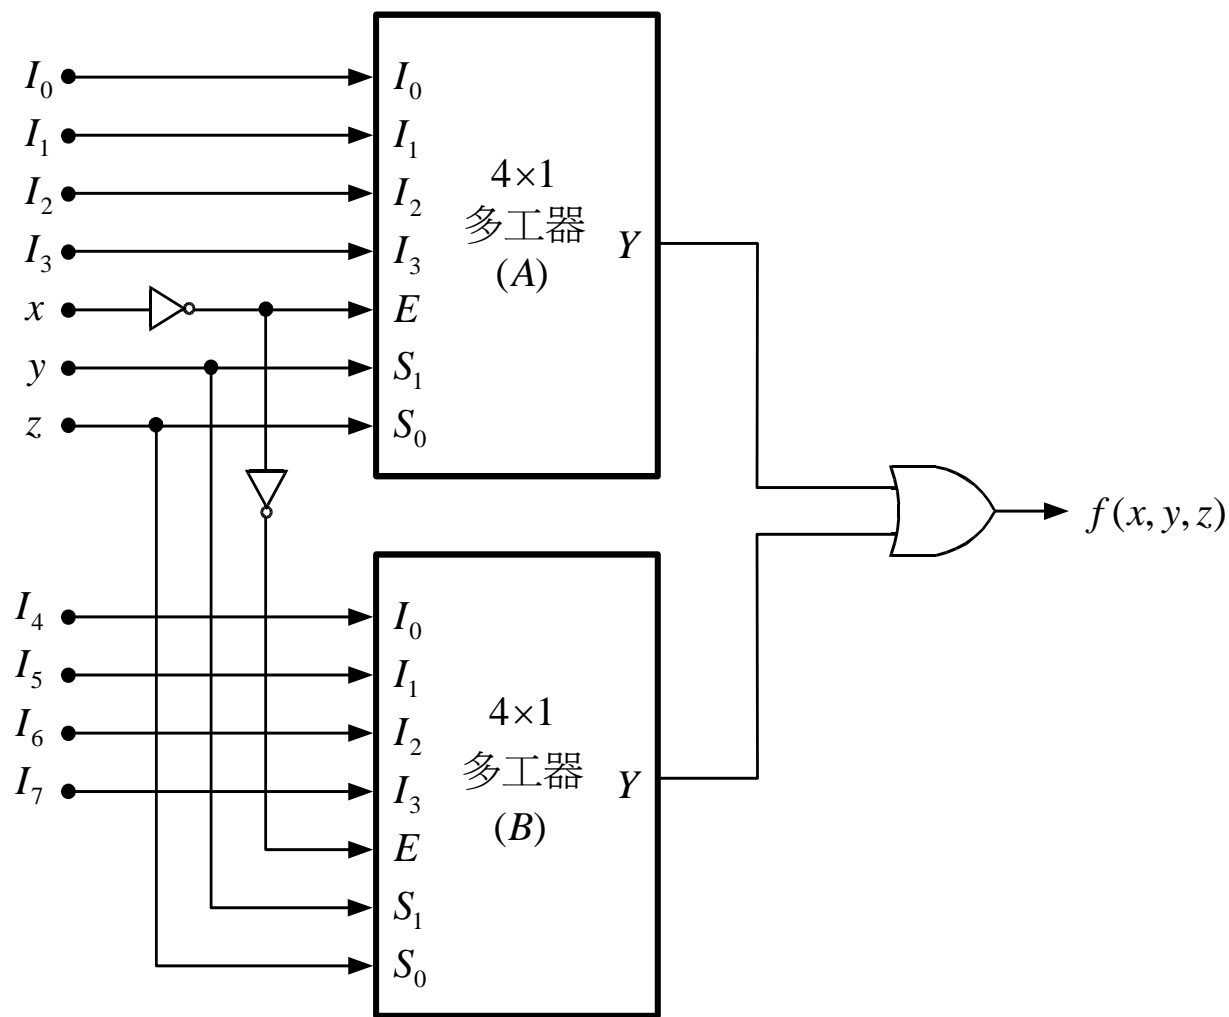 I₀
I₁
I₂
I₃
x
y
z
I₀
I₁
I₂
I₃
E
S₁
S₀
4×1
多工器
(A)
Y
f(x, y, z)
I₄
I₅
I₆
I₇
I₀
I₁
I₂
I₃
E
S₁
S₀
4×1
多工器
(B)
Y